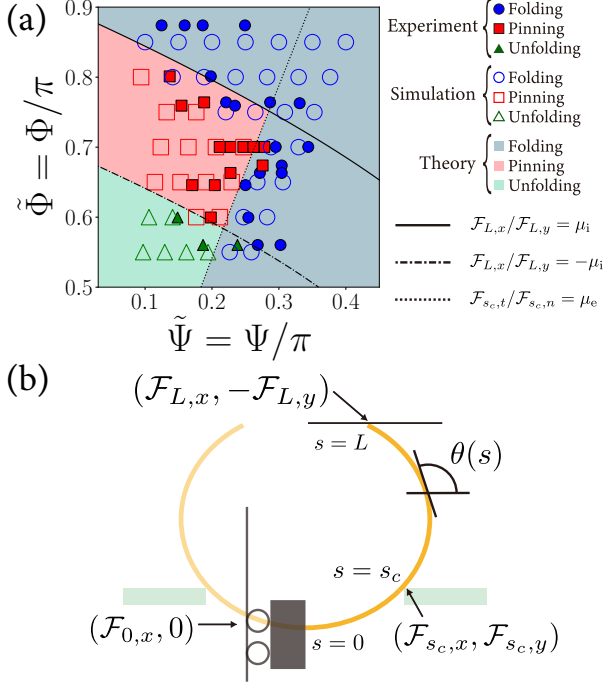 (a)
Φ̃ = Φ/π
0.9
0.8
0.7
0.6
0.5
0.1 0.2 0.3 0.4
Ψ̃ = Ψ/π
Experiment { Folding
Pinning
Unfolding
Simulation { Folding
Pinning
Unfolding
Theory { Folding
Pinning
Unfolding
ℱ_{L,x}/ℱ_{L,y} = μ_i
ℱ_{L,x}/ℱ_{L,y} = −μ_i
ℱ_{s_c,t}/ℱ_{s_c,n} = μ_e
(b)
(ℱ_{L,x}, −ℱ_{L,y})
s = L
θ(s)
s = s_c
(ℱ_{0,x}, 0)
s = 0
(ℱ_{s_c,x}, ℱ_{s_c,y})